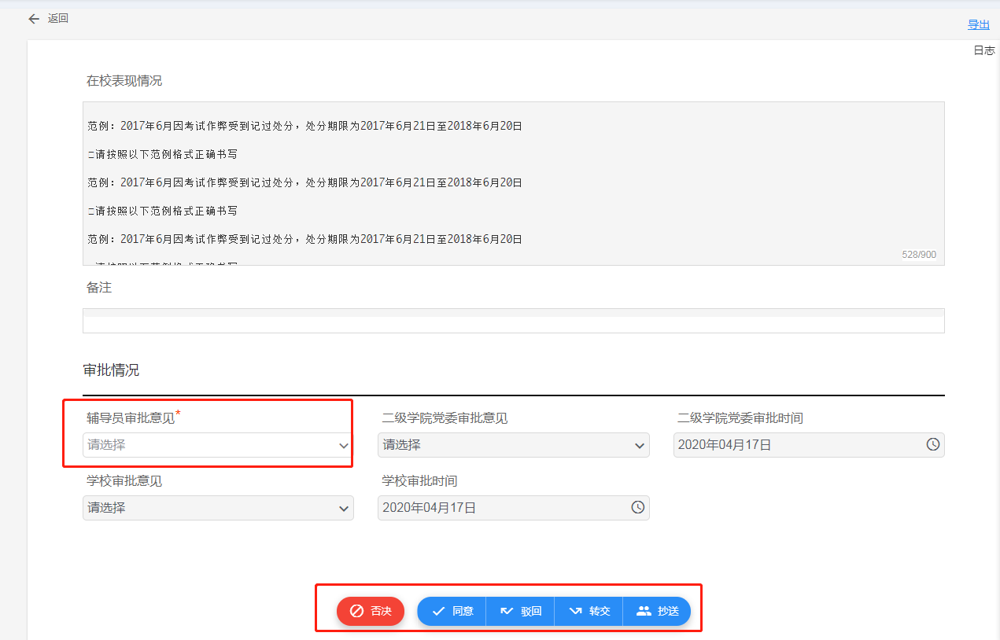 返回
导出
日志
在校表现情况
范例：2017年6月因考试作弊受到记过处分，处分期限为2017年6月21日至2018年6月20日
□请按照以下范例格式正确书写
范例：2017年6月因考试作弊受到记过处分，处分期限为2017年6月21日至2018年6月20日
□请按照以下范例格式正确书写
范例：2017年6月因考试作弊受到记过处分，处分期限为2017年6月21日至2018年6月20日
528/900
备注
审批情况
辅导员审批意见* 二级学院党委审批意见 二级学院党委审批时间
请选择 请选择 2020年04月17日
学校审批意见 学校审批时间
请选择 2020年04月17日
否决 同意 驳回 转交 抄送